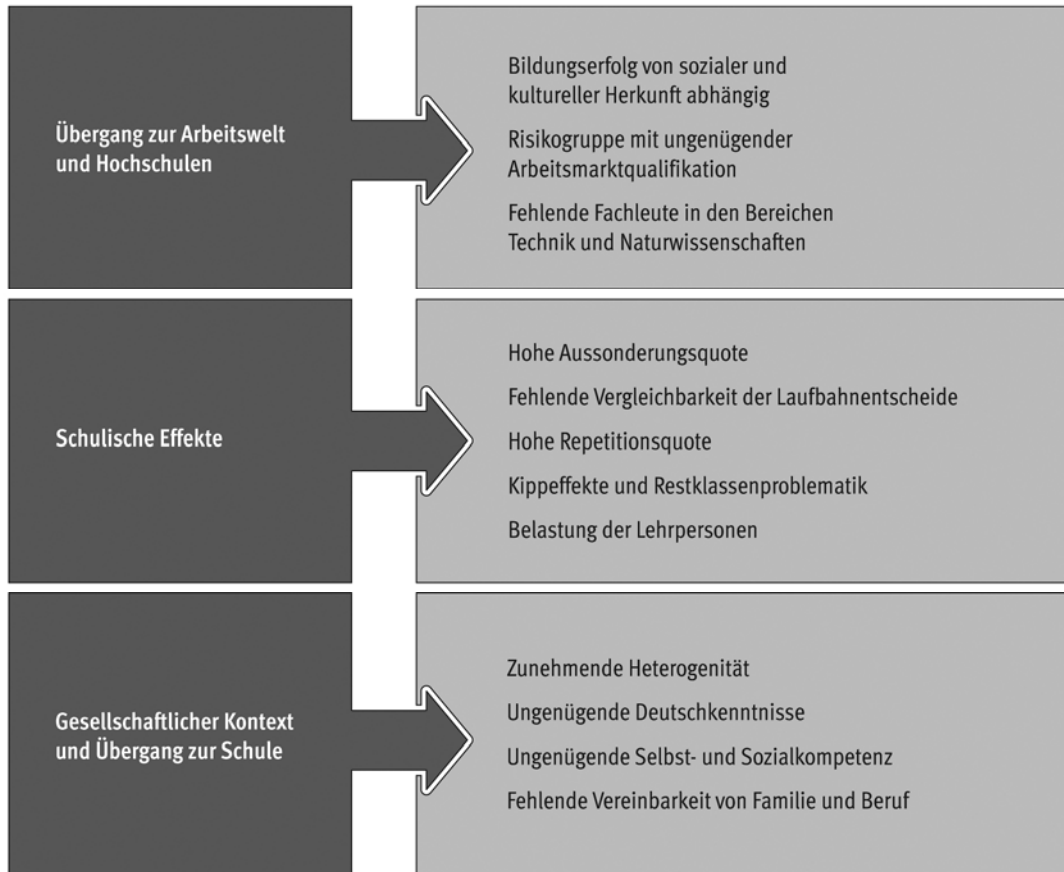 Übergang zur Arbeitswelt
und Hochschulen
Bildungserfolg von sozialer und
kultureller Herkunft abhängig
Risikogruppe mit ungenügender
Arbeitsmarktqualifikation
Fehlende Fachleute in den Bereichen
Technik und Naturwissenschaften
Schulische Effekte
Hohe Aussonderungsquote
Fehlende Vergleichbarkeit der Laufbahnentscheide
Hohe Repetitionsquote
Kippeffekte und Restklassenproblematik
Belastung der Lehrpersonen
Gesellschaftlicher Kontext
und Übergang zur Schule
Zunehmende Heterogenität
Ungenügende Deutschkenntnisse
Ungenügende Selbst- und Sozialkompetenz
Fehlende Vereinbarkeit von Familie und Beruf